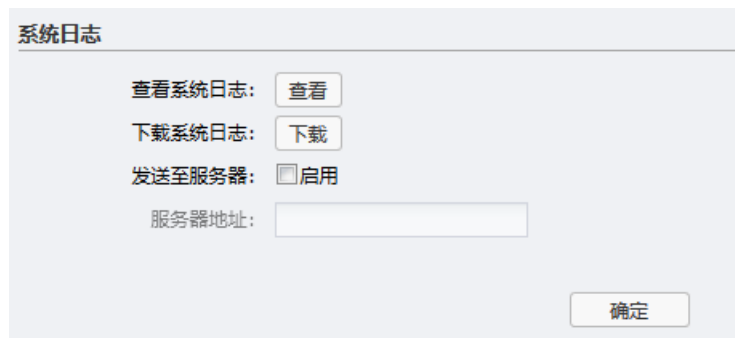 系统日志
查看系统日志： 查看
下载系统日志： 下载
发送至服务器： 启用
服务器地址：
确定